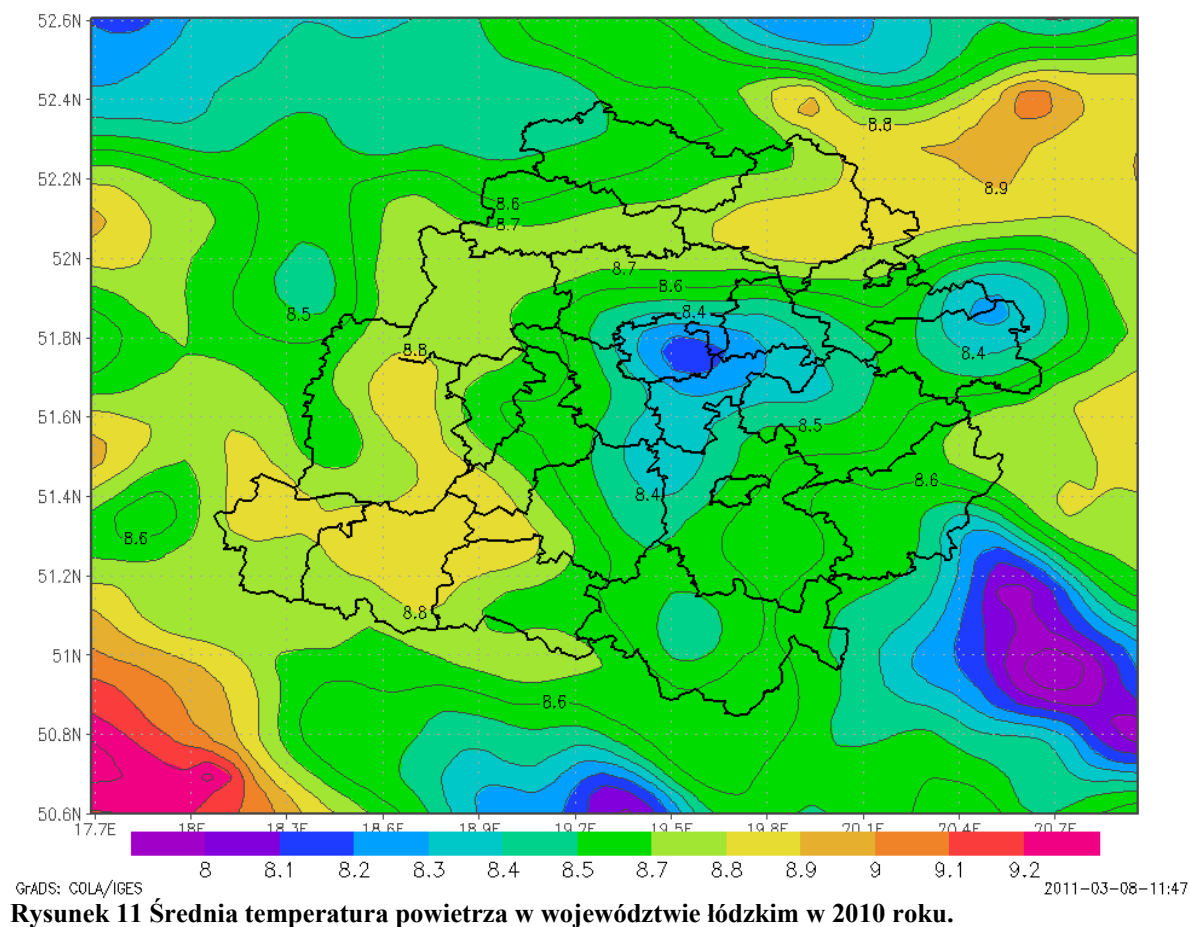 52.6N
52.4N
8.8
8.9
52.2N
8.6
8.7
52N
8.7
8.6
8.5
8.4
51.8N
8.8
8.4
51.6N
8.5
51.4N
8.4
8.6
8.6
51.2N
8.8
51N
8.6
50.8N
50.6N
17.7E 18E 18.3E 18.6E 18.9E 19.2E 19.5E 19.8E 20.1E 20.4E 20.7E
8 8.1 8.2 8.3 8.4 8.5 8.7 8.8 8.9 9 9.1 9.2
GrADS: COLA/IGES 2011-03-08-11:47
Rysunek 11 Średnia temperatura powietrza w województwie łódzkim w 2010 roku.